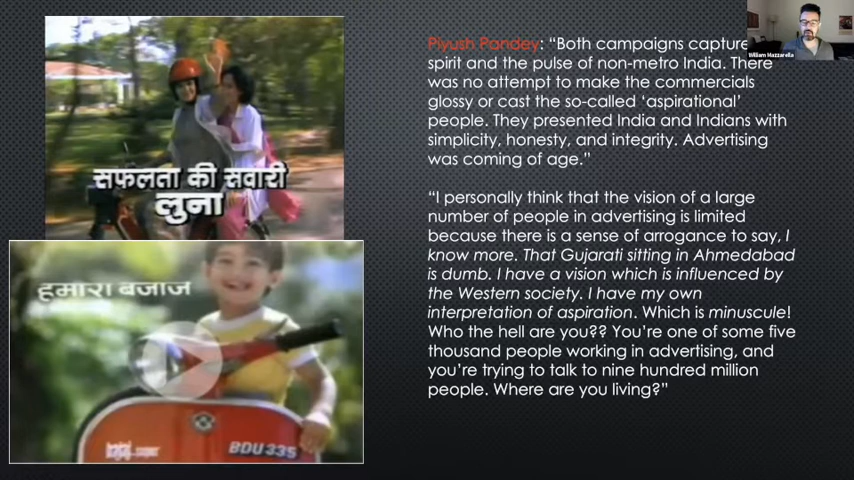 सफलता की सवारी
लुना
हमारा बजाज
BDU 335
Piyush Pandey: “Both campaigns capture
spirit and the pulse of non-metro India. There
was no attempt to make the commercials
glossy or cast the so-called ‘aspirational’
people. They presented India and Indians with
simplicity, honesty, and integrity. Advertising
was coming of age.”
“I personally think that the vision of a large
number of people in advertising is limited
because there is a sense of arrogance to say, I
know more. That Gujarati sitting in Ahmedabad
is dumb. I have a vision which is influenced by
the Western society. I have my own
interpretation of aspiration. Which is minuscule!
Who the hell are you?? You’re one of some five
thousand people working in advertising, and
you’re trying to talk to nine hundred million
people. Where are you living?”
William Mazzarella